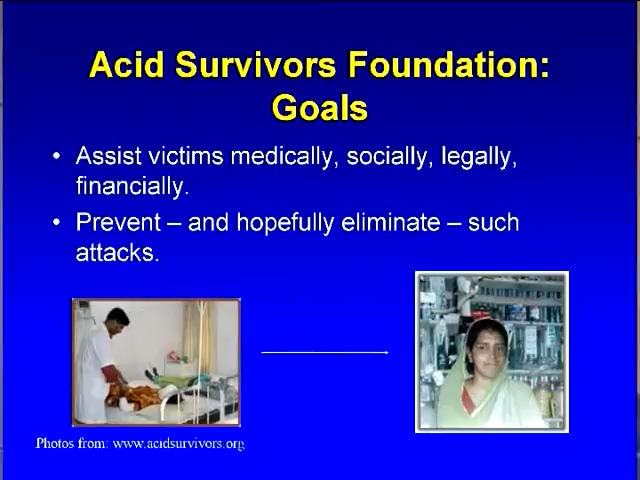 Acid Survivors Foundation:
Goals
• Assist victims medically, socially, legally,
financially.
• Prevent – and hopefully eliminate – such
attacks.
Photos from: www.acidsurvivors.org